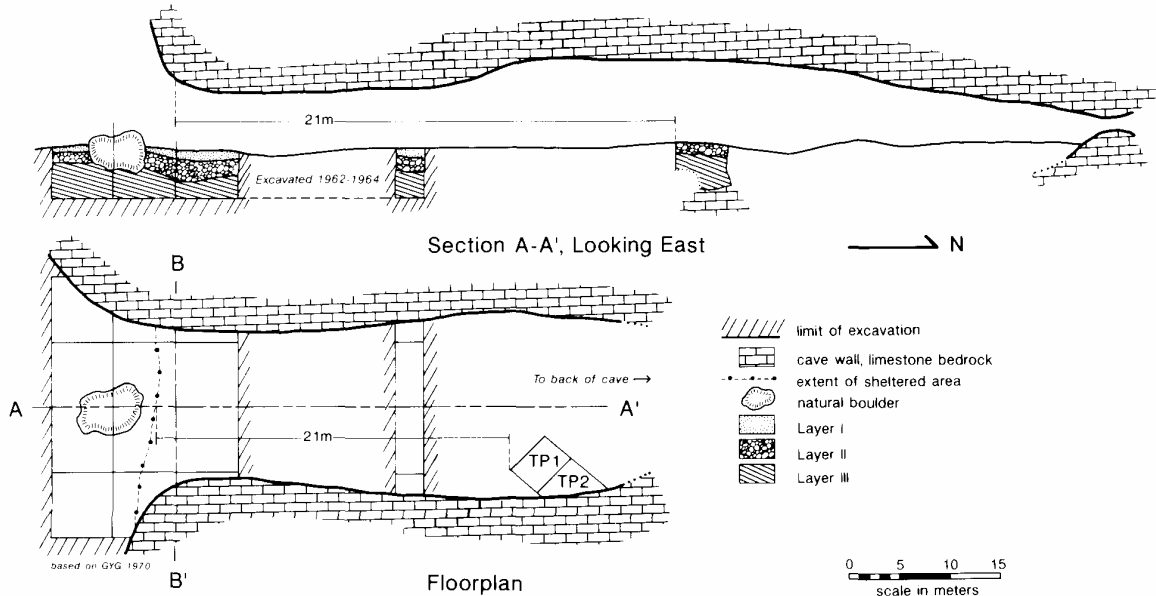 21m
Excavated 1962-1964
Section A-A', Looking East
N
B
limit of excavation
cave wall, limestone bedrock
extent of sheltered area
natural boulder
Layer I
Layer II
Layer III
To back of cave →
A
A'
21m
TP1
TP2
based on GYG 1970
B'
Floorplan
0 5 10 15
scale in meters